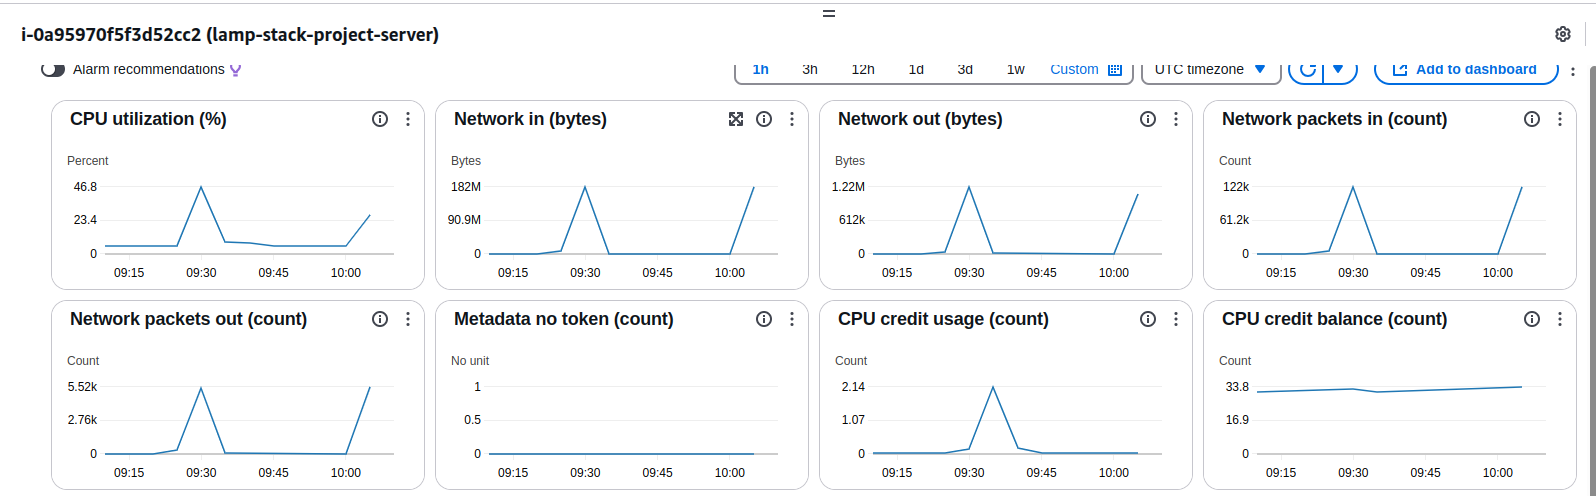 i-0a95970f5f3d52cc2 (lamp-stack-project-server)
Alarm recommendations
1h 3h 12h 1d 3d 1w Custom UTC timezone Add to dashboard
CPU utilization (%)
Percent
46.8
23.4
0
09:15 09:30 09:45 10:00
Network in (bytes)
Bytes
182M
90.9M
0
09:15 09:30 09:45 10:00
Network out (bytes)
Bytes
1.22M
612k
0
09:15 09:30 09:45 10:00
Network packets in (count)
Count
122k
61.2k
0
09:15 09:30 09:45 10:00
Network packets out (count)
Count
5.52k
2.76k
0
09:15 09:30 09:45 10:00
Metadata no token (count)
No unit
1
0.5
0
09:15 09:30 09:45 10:00
CPU credit usage (count)
Count
2.14
1.07
0
09:15 09:30 09:45 10:00
CPU credit balance (count)
Count
33.8
16.9
0
09:15 09:30 09:45 10:00